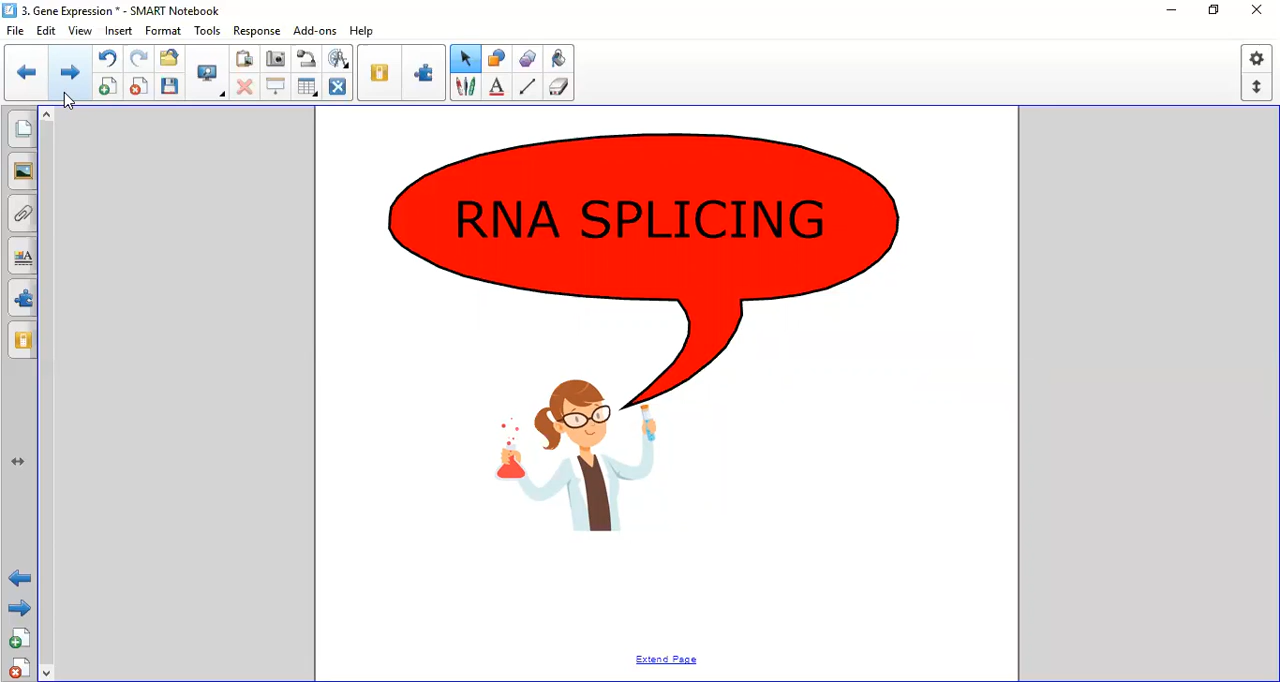 3. Gene Expression * - SMART Notebook
File Edit View Insert Format Tools Response Add-ons Help
RNA SPLICING
Extend Page